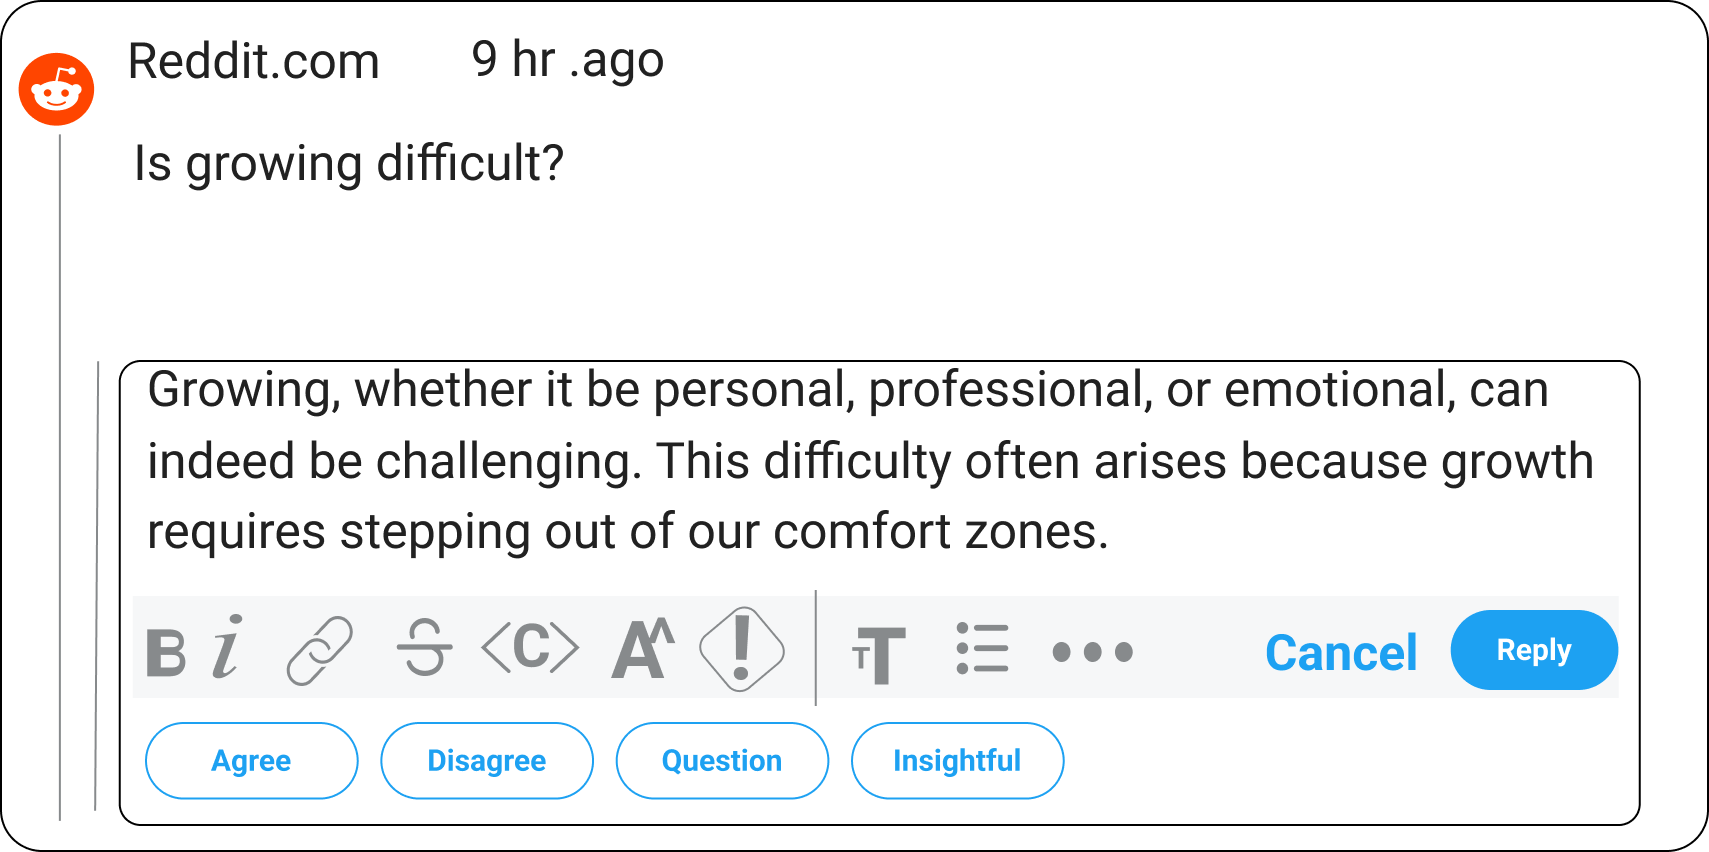 Reddit.com 9 hr .ago
Is growing difficult?
Growing, whether it be personal, professional, or emotional, can
indeed be challenging. This difficulty often arises because growth
requires stepping out of our comfort zones.
B i S <C> A^ ! TT Cancel Reply
Agree Disagree Question Insightful